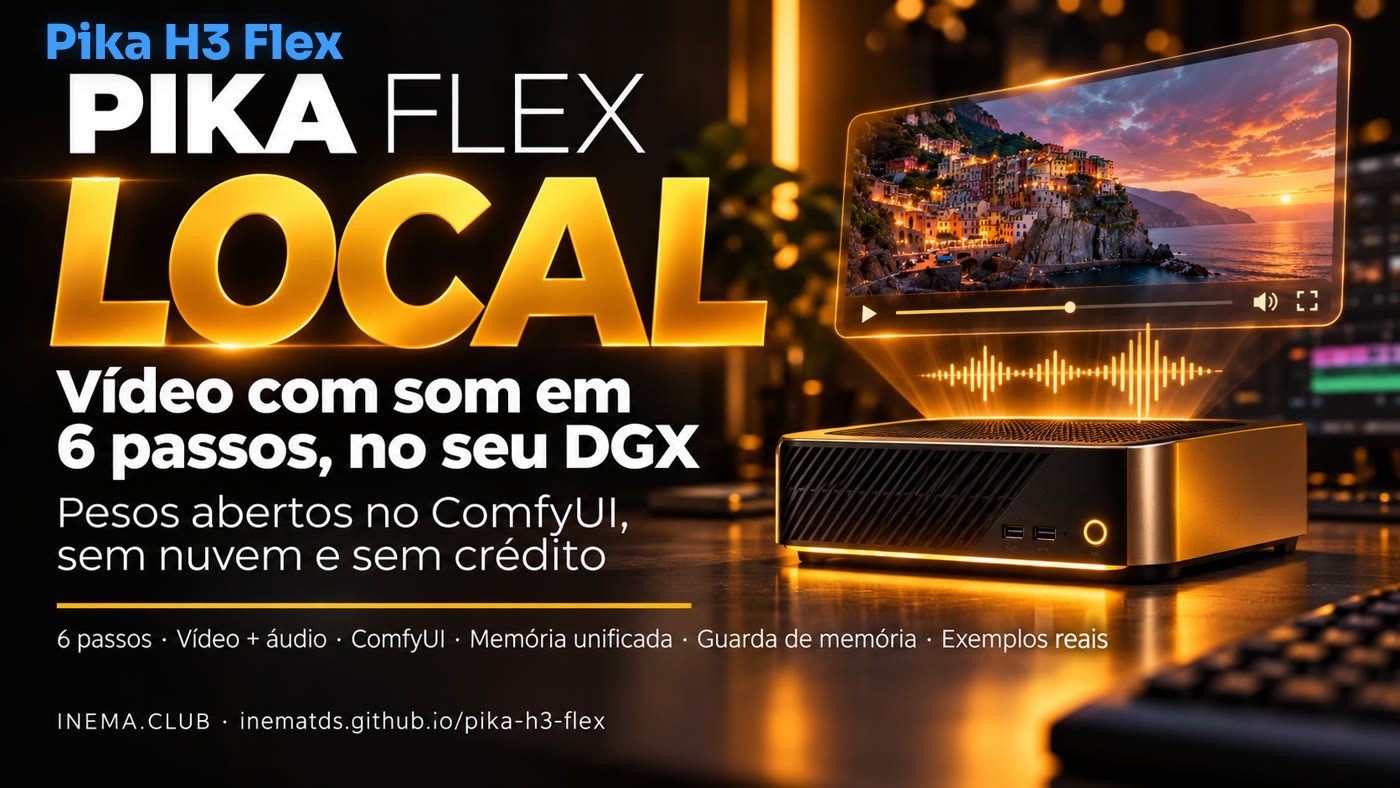 Pika H3 Flex
PIKA FLEX
LOCAL
Vídeo com som em
6 passos, no seu DGX
Pesos abertos no ComfyUI,
sem nuvem e sem crédito
6 passos · Vídeo + áudio · ComfyUI · Memória unificada · Guarda de memória · Exemplos reais
INEMA.CLUB · inematds.github.io/pika-h3-flex